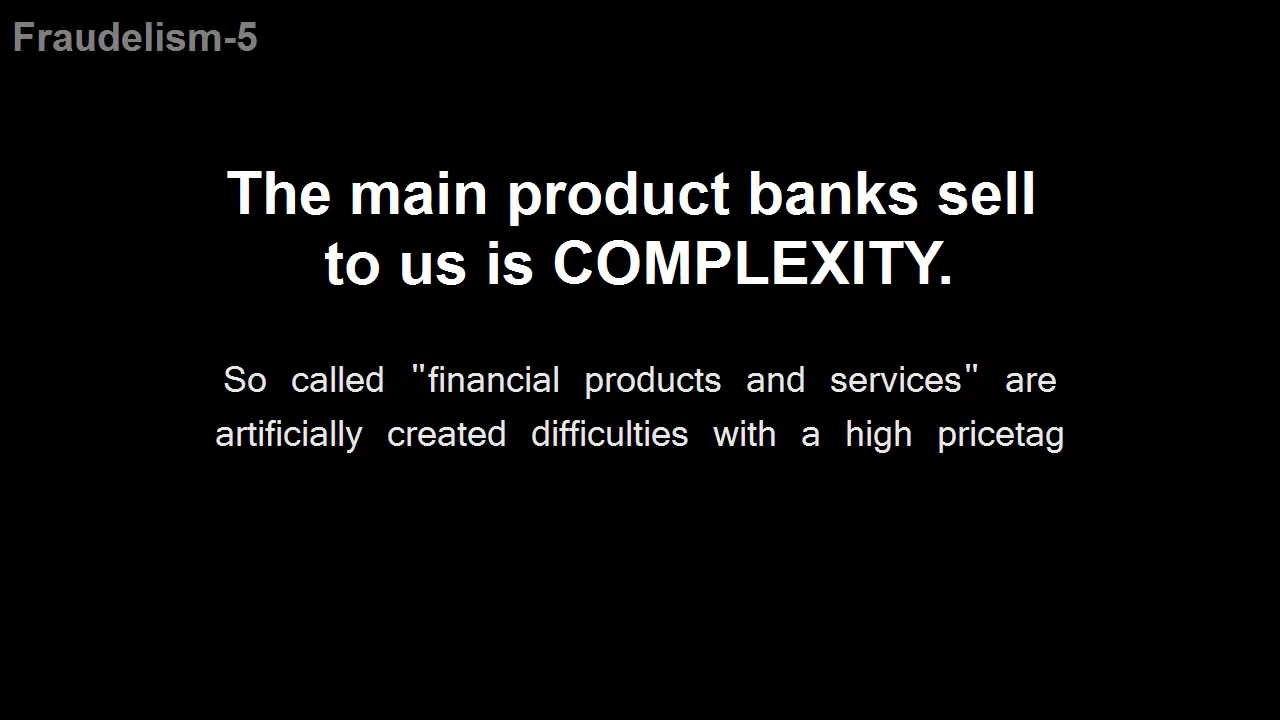 Fraudelism-5
The main product banks sell
to us is COMPLEXITY.
So called "financial products and services" are
artificially created difficulties with a high pricetag